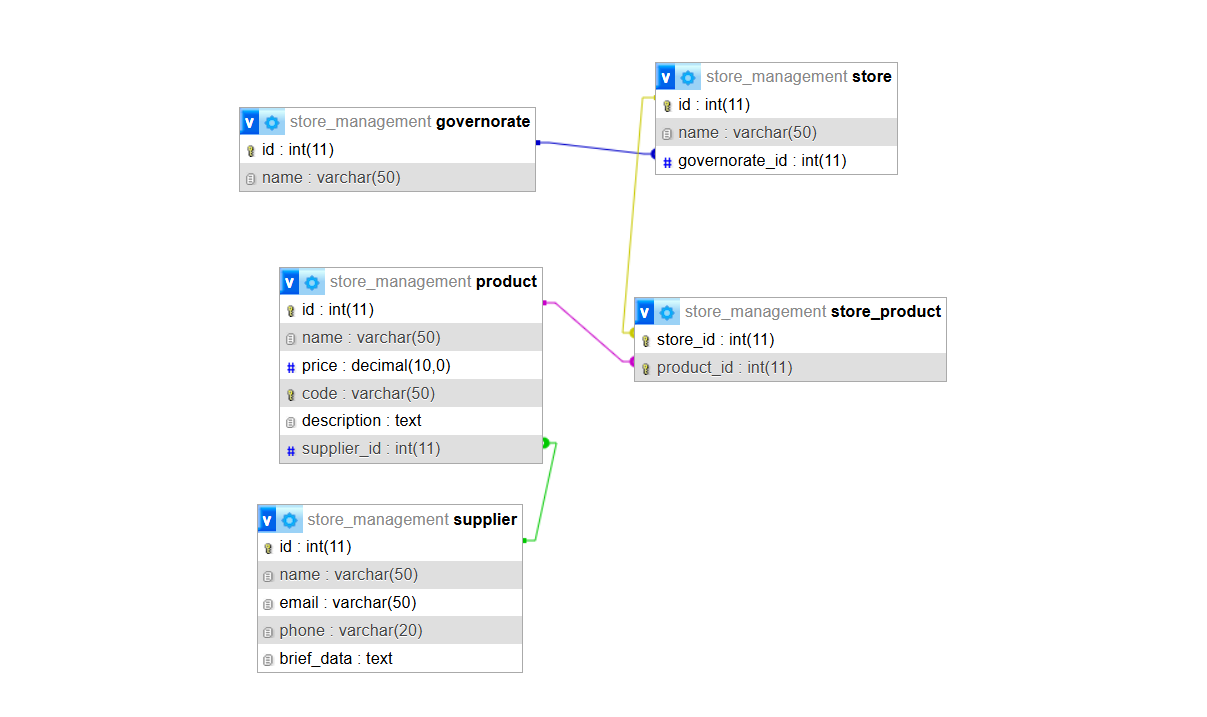 v store_management governorate
id : int(11)
name : varchar(50)
v store_management store
id : int(11)
name : varchar(50)
# governorate_id : int(11)
v store_management product
id : int(11)
name : varchar(50)
# price : decimal(10,0)
code : varchar(50)
description : text
# supplier_id : int(11)
v store_management store_product
store_id : int(11)
product_id : int(11)
v store_management supplier
id : int(11)
name : varchar(50)
email : varchar(50)
phone : varchar(20)
brief_data : text